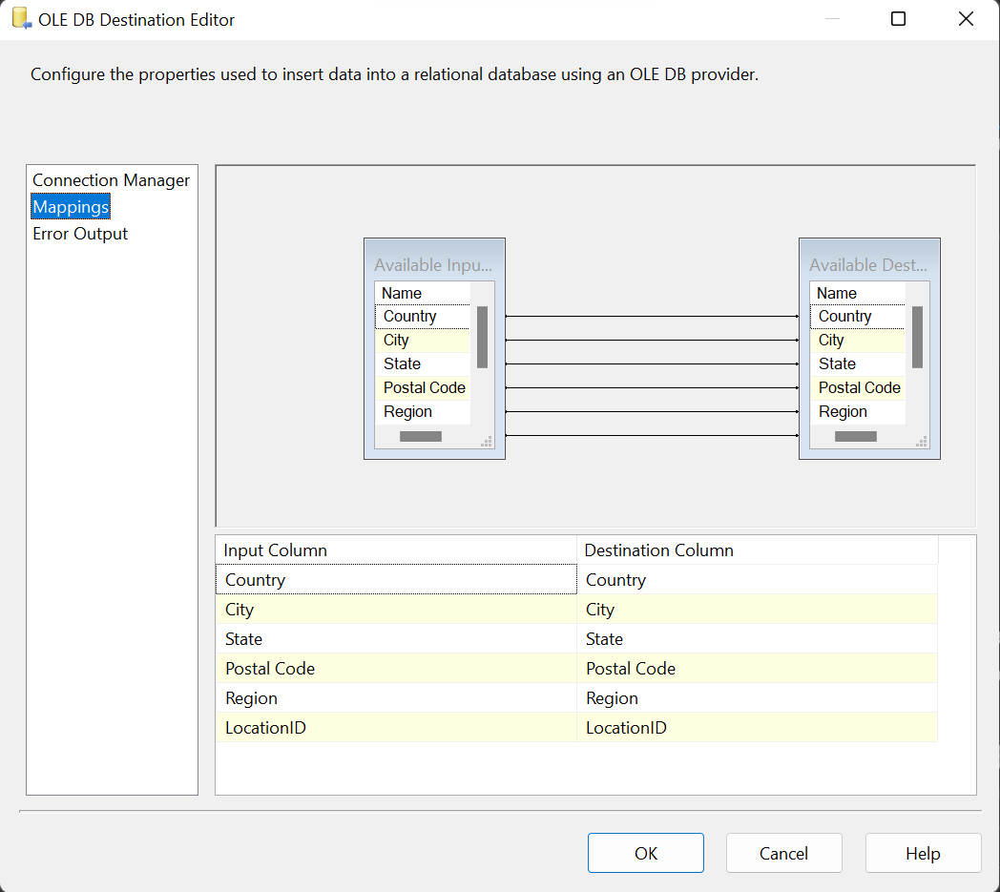 OLE DB Destination Editor
Configure the properties used to insert data into a relational database using an OLE DB provider.
Connection Manager
Mappings
Error Output
Available Inpu...
Name
Country
City
State
Postal Code
Region
Available Dest...
Name
Country
City
State
Postal Code
Region
Input Column Destination Column
Country Country
City City
State State
Postal Code Postal Code
Region Region
LocationID LocationID
OK Cancel Help